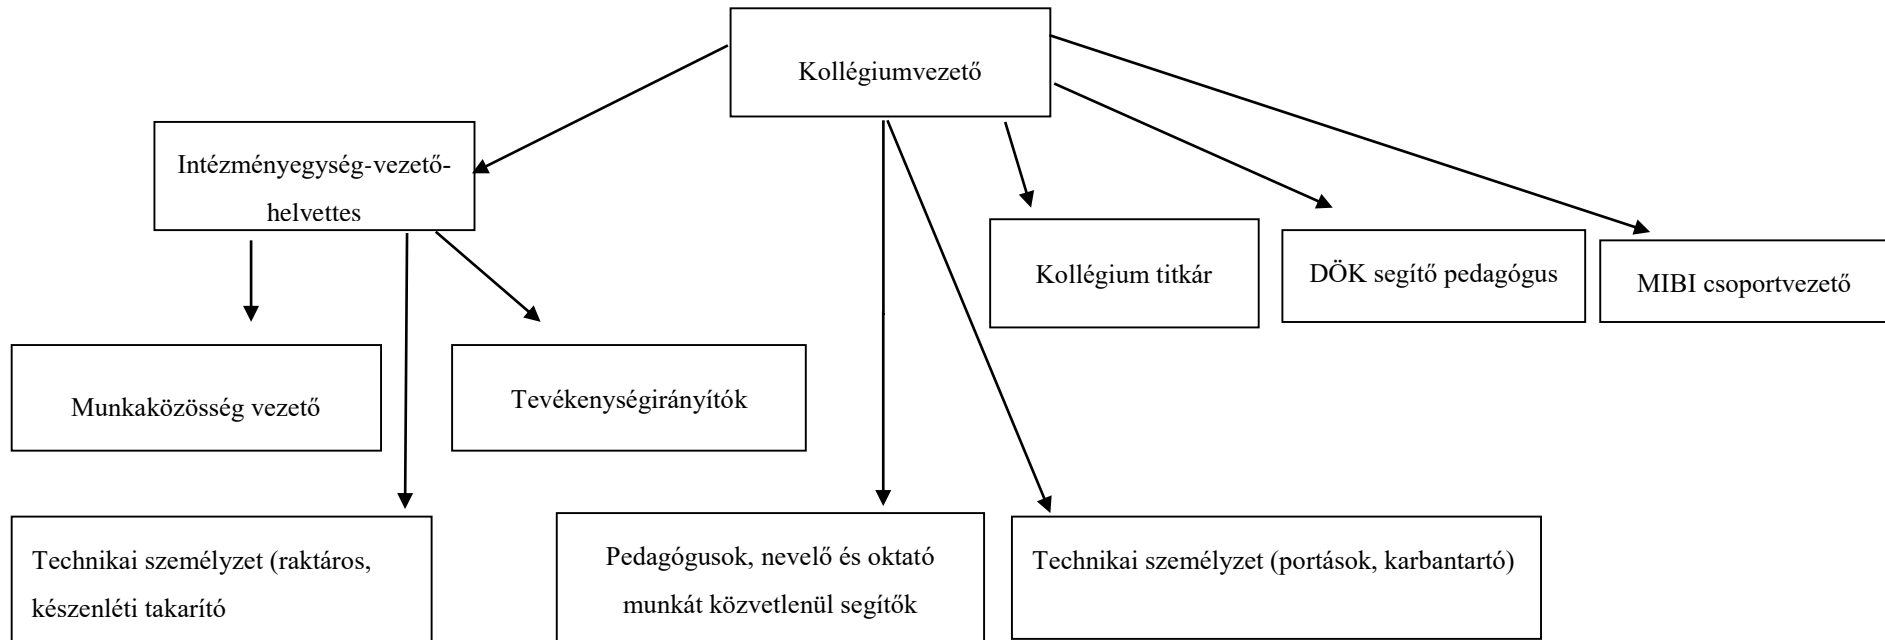 Kollégiumvezető
Intézményegység-vezető-
helvettes
Kollégium titkár
DÖK segítő pedagógus
MIBI csoportvezető
Munkaközösség vezető
Tevékenységirányítók
Technikai személyzet (raktáros,
készenléti takarító
Pedagógusok, nevelő és oktató
munkát közvetlenül segítők
Technikai személyzet (portások, karbantartó)